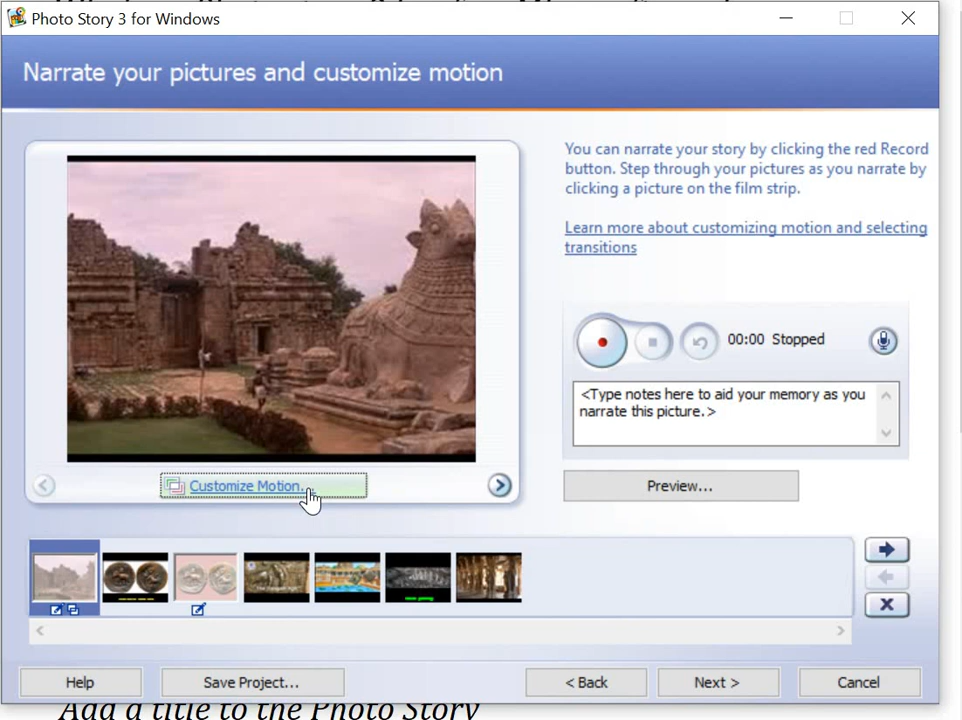 Photo Story 3 for Windows
Narrate your pictures and customize motion
You can narrate your story by clicking the red Record
button. Step through your pictures as you narrate by
clicking a picture on the film strip.
Learn more about customizing motion and selecting
transitions
00:00 Stopped
<Type notes here to aid your memory as you
narrate this picture.>
Customize Motion...
Preview...
Help
Save Project...
< Back
Next >
Cancel
Add a title to the Photo Story